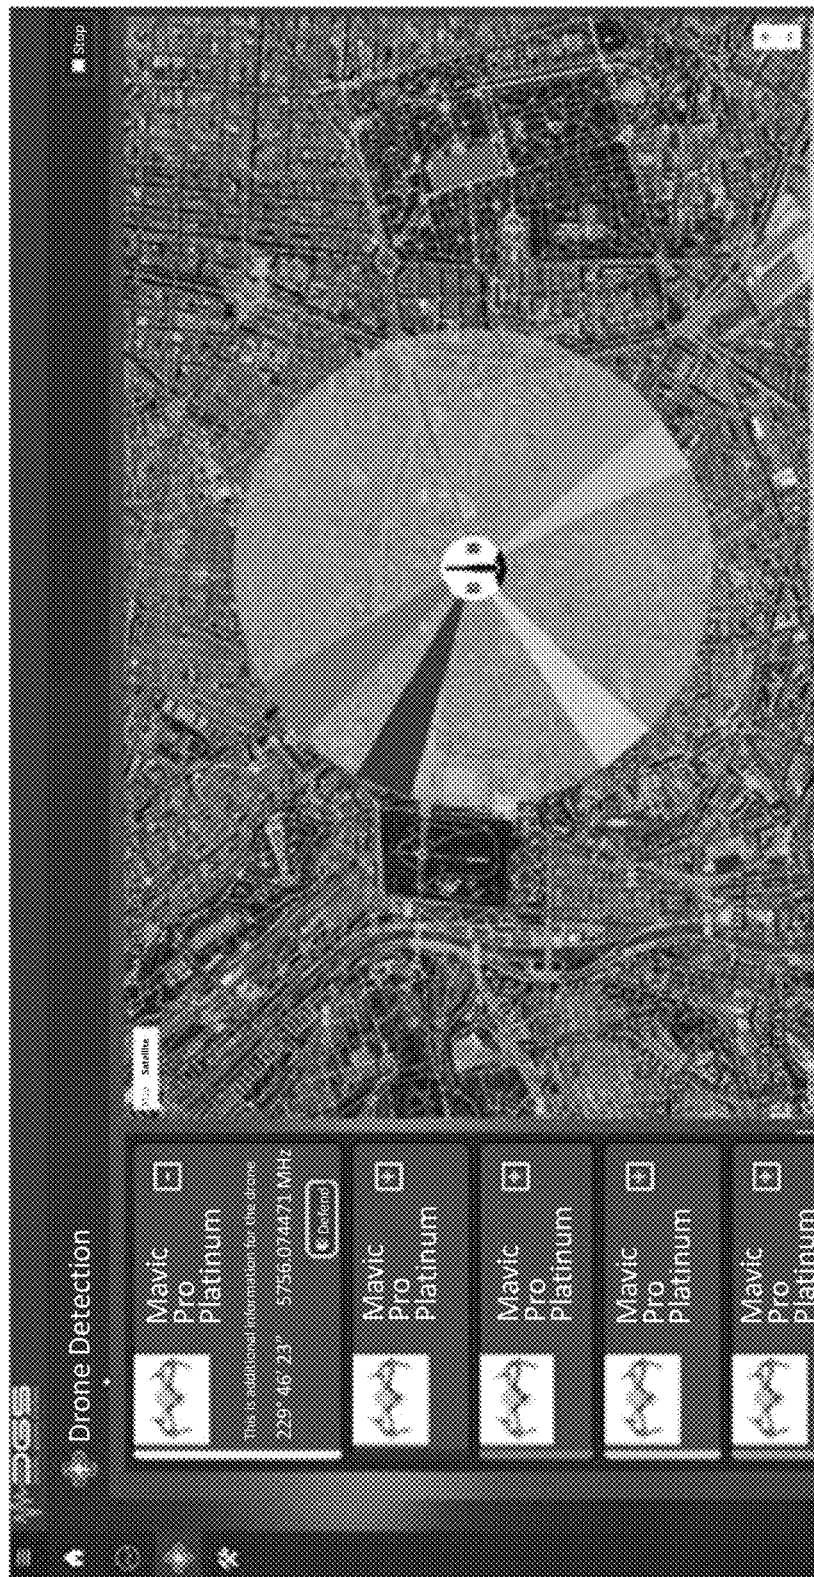 Drone Detection
Stop
Mavic
Pro
Platinum
This is additional information for the drone
229° 46' 23" 5756.074471 MHz
Defend
Mavic
Pro
Platinum
Mavic
Pro
Platinum
Mavic
Pro
Platinum
Mavic
Pro
Platinum
Satellite